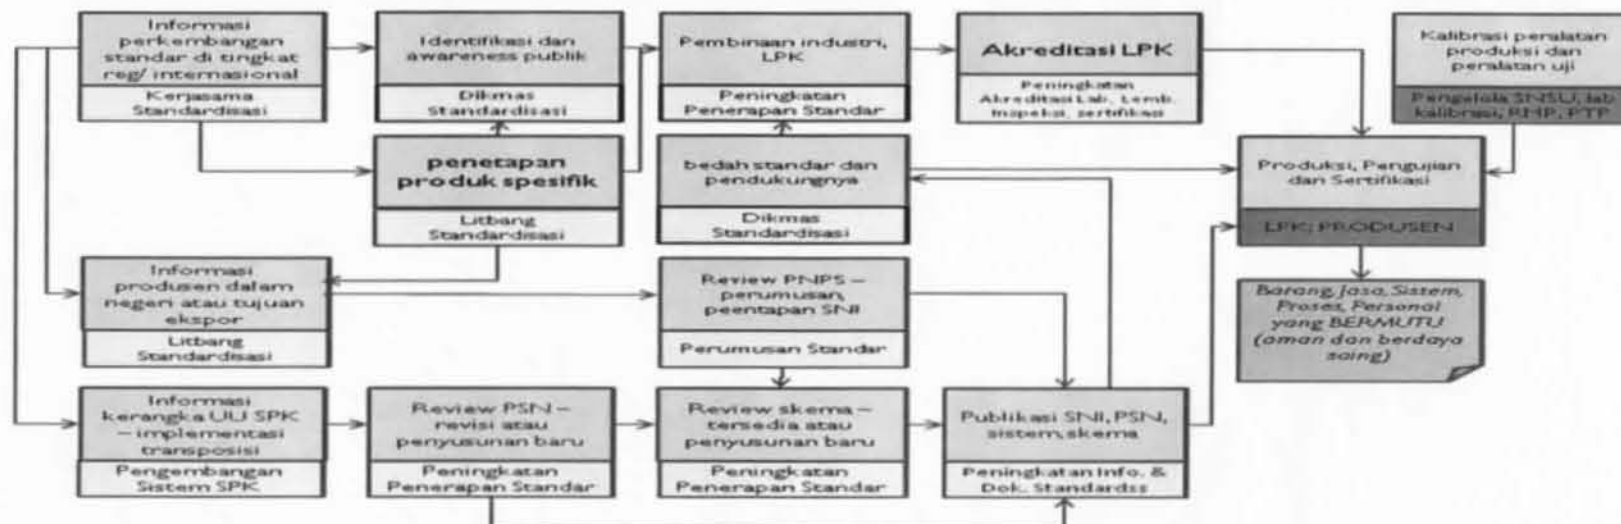 Informasi
perkembangan
standar di tingkat
reg/ internasional
Kerjasama
Standardisasi
Identifikasi dan
awareness publik
Dikmas
Standardisasi
Pembinaan industri,
LPK
Peningkatan
Penerapan Standar
Akreditasi LPK
Peningkatan
Akreditasi Lab, Lemb.
Inspeksi, sertifikasi
Kalibrasi peralatan
produksi dan
peralatan uji
Pengelola SNSU, lab
kalibrasi, RMP, PTP
penetapan
produk spesifik
Litbang
Standardisasi
bedah standar dan
pendukungnya
Dikmas
Standardisasi
Produksi, Pengujian
dan Sertifikasi
LPK; PRODUSEN
Informasi
produsen dalam
negeri atau tujuan
ekspor
Litbang
Standardisasi
Review PNPS –
perumusan,
peentapan SNI
Perumusan Standar
Barang, Jasa, Sistem,
Proses, Personal
yang BERMUTU
(aman dan berdaya
saing)
Informasi
kerangka UU SPK
– implementasi
transposisi
Pengembangan
Sistem SPK
Review PSN –
revisi atau
penyusunan baru
Peningkatan
Penerapan Standar
Review skema –
tersedia atau
penyusunan baru
Peningkatan
Penerapan Standar
Publikasi SNI, PSN,
sistem, skema
Peningkatan Info. &
Dok. Standardss